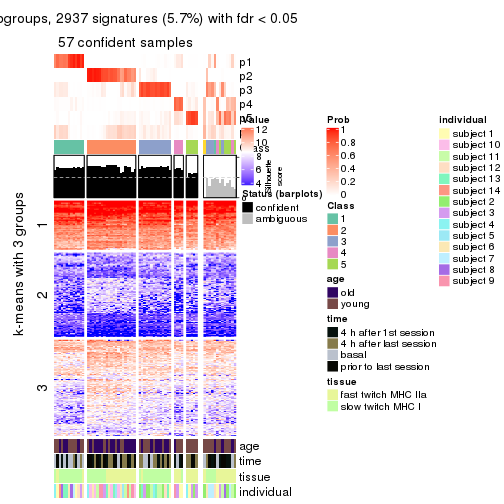 ogroups, 2937 signatures (5.7%) with fdr < 0.05
57 confident samples
p1
p2
p3
p4
k-means with 3 groups
1
2
3
Value
12
10
8
6
4
silhouette
score
Status (barplots)
confident
ambiguous
age
time
tissue
individual
Prob
1
0.8
0.6
0.4
0.2
0
Class
1
2
3
4
5
age
old
young
time
4 h after 1st session
4 h after last session
basal
prior to last session
tissue
fast twitch MHC IIa
slow twitch MHC I
individual
subject 1
subject 10
subject 11
subject 12
subject 13
subject 14
subject 2
subject 3
subject 4
subject 5
subject 6
subject 7
subject 8
subject 9